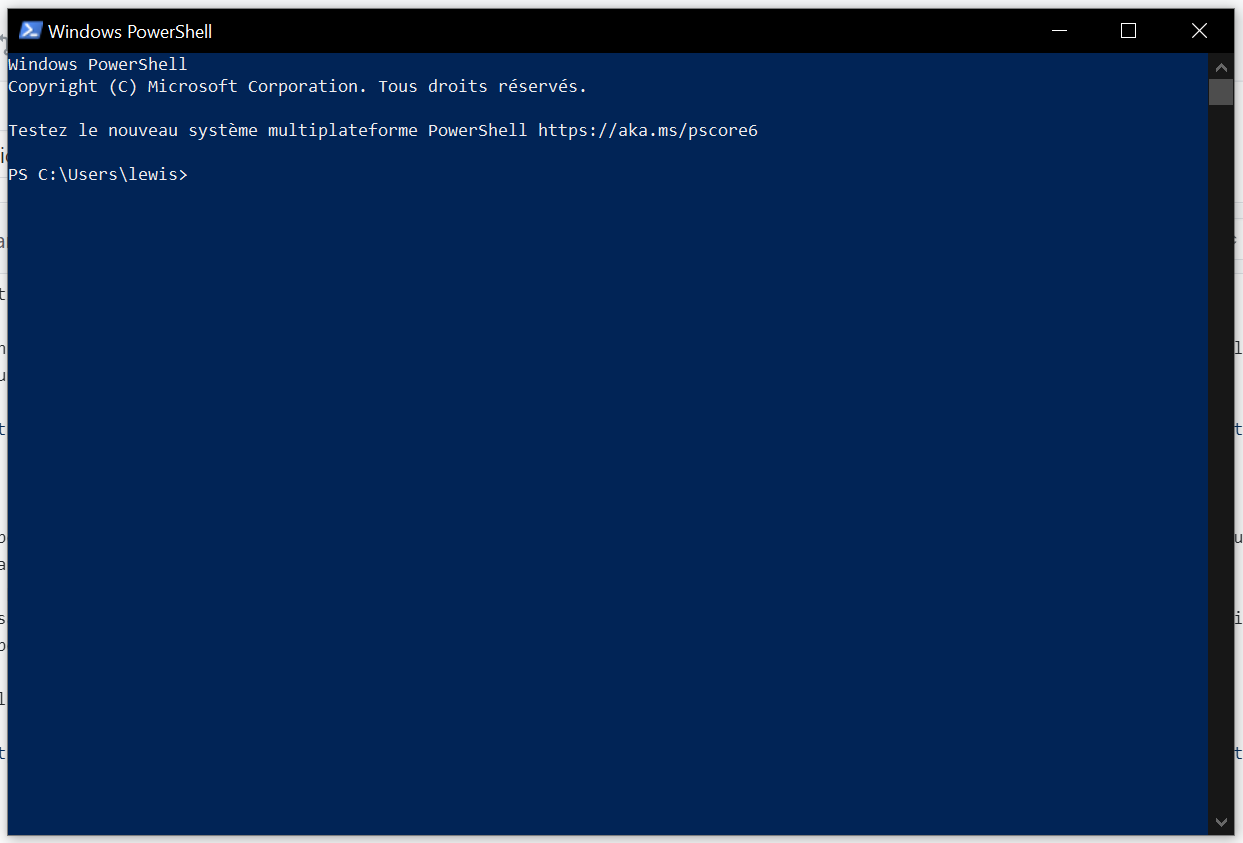 Windows PowerShell
Windows PowerShell
Copyright (C) Microsoft Corporation. Tous droits réservés.
Testez le nouveau système multiplateforme PowerShell https://aka.ms/pscore6
PS C:\Users\lewis>